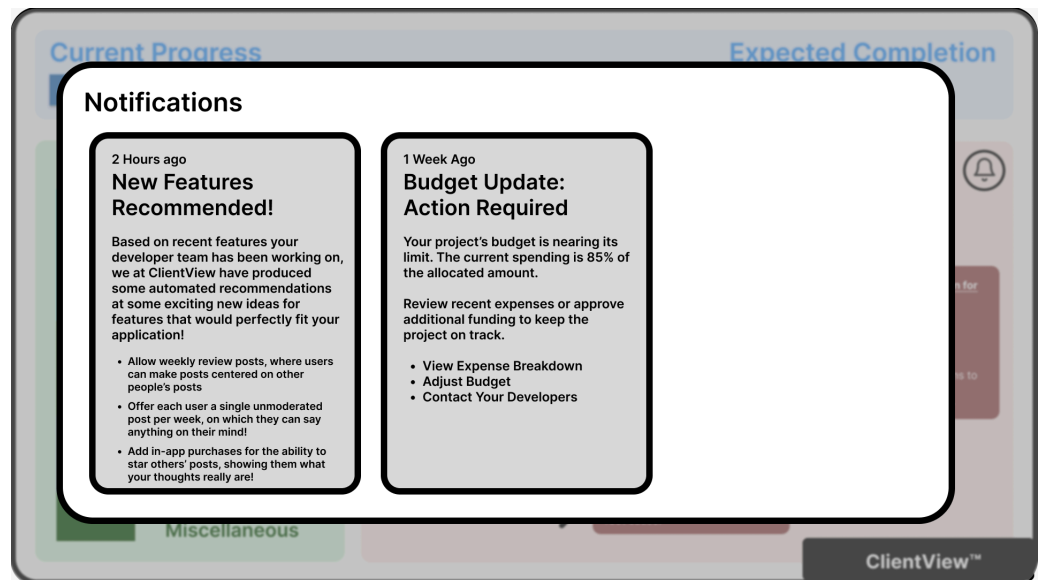 Current Progress
Expected Completion
Notifications
2 Hours ago
New Features
Recommended!
Based on recent features your
developer team has been working on,
we at ClientView have produced
some automated recommendations
at some exciting new ideas for
features that would perfectly fit your
application!
• Allow weekly review posts, where users
can make posts centered on other
people's posts
• Offer each user a single unmoderated
post per week, on which they can say
anything on their mind!
• Add in-app purchases for the ability to
star others' posts, showing them what
your thoughts really are!
1 Week Ago
Budget Update:
Action Required
Your project's budget is nearing its
limit. The current spending is 85% of
the allocated amount.
Review recent expenses or approve
additional funding to keep the
project on track.
• View Expense Breakdown
• Adjust Budget
• Contact Your Developers
for
to
Miscellaneous
ClientView™